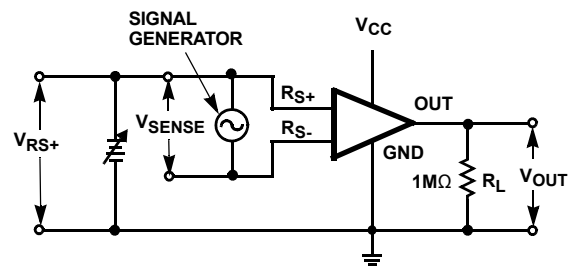 SIGNAL
GENERATOR
VCC
RS+
RS-
OUT
GND
VRS+
VSENSE
1MΩ
RL
VOUT